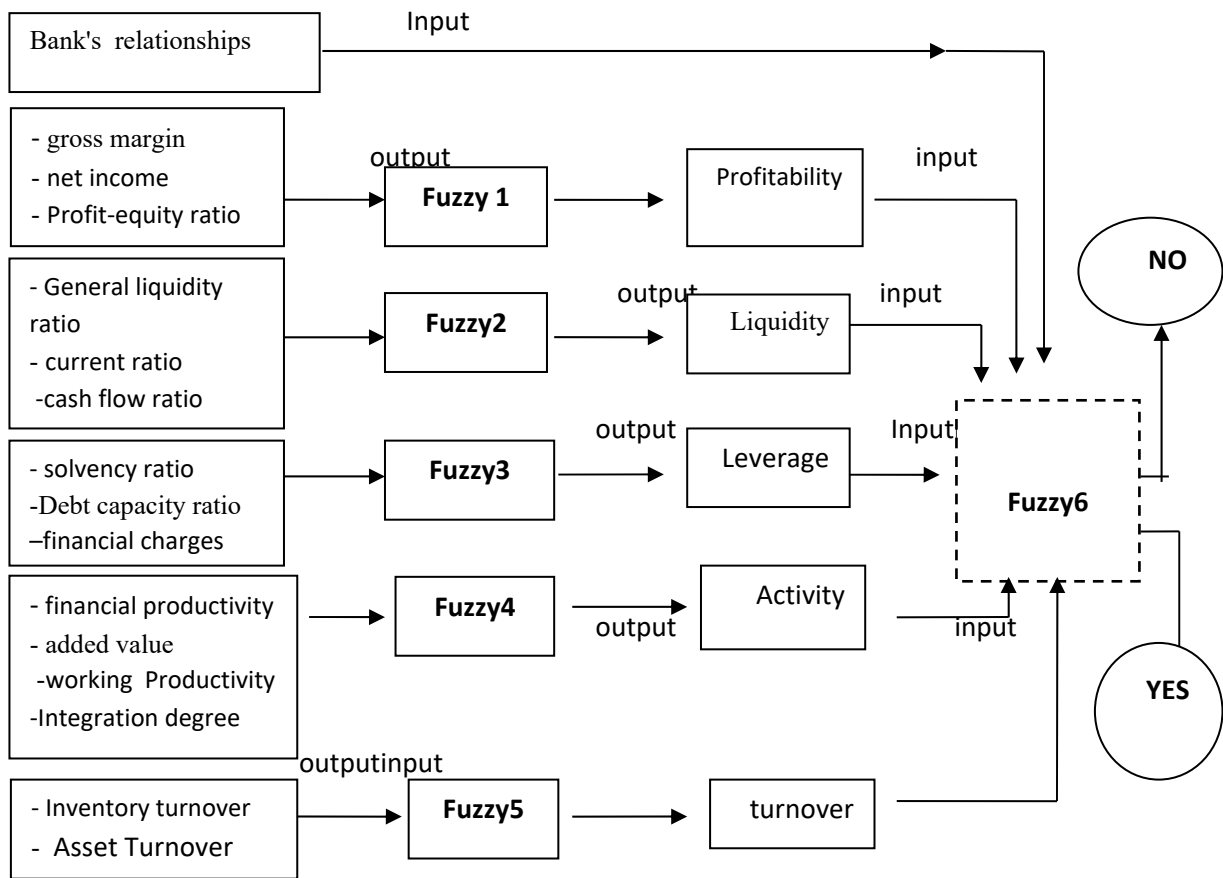 Input
Bank's relationships
- gross margin
- net income
- Profit-equity ratio
output
Fuzzy 1
Profitability
input
- General liquidity
ratio
- current ratio
-cash flow ratio
Fuzzy2
output
Liquidity
input
NO
- solvency ratio
-Debt capacity ratio
–financial charges
Fuzzy3
output
Leverage
Input
Fuzzy6
- financial productivity
- added value
-working Productivity
-Integration degree
Fuzzy4
output
Activity
input
YES
outputinput
- Inventory turnover
- Asset Turnover
Fuzzy5
turnover